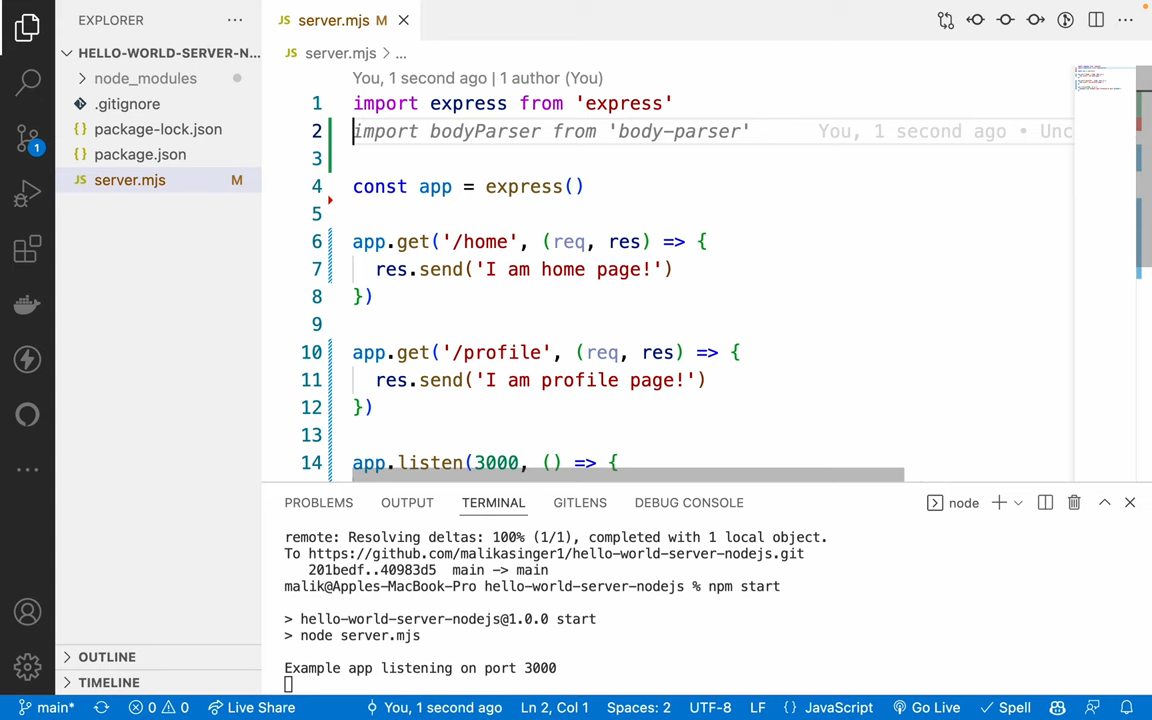 EXPLORER
HELLO-WORLD-SERVER-N...
node_modules
.gitignore
package-lock.json
package.json
server.mjs M
1
JS server.mjs M
JS server.mjs > ...
You, 1 second ago | 1 author (You)
1 import express from 'express'
2 import bodyParser from 'body-parser' You, 1 second ago • Unc
3
4 const app = express()
5
6 app.get('/home', (req, res) => {
7 res.send('I am home page!')
8 })
9
10 app.get('/profile', (req, res) => {
11 res.send('I am profile page!')
12 })
13
14 app.listen(3000, () => {
PROBLEMS OUTPUT TERMINAL GITLENS DEBUG CONSOLE node
remote: Resolving deltas: 100% (1/1), completed with 1 local object.
To https://github.com/malikasinger1/hello-world-server-nodejs.git
201bedf..40983d5 main -> main
malik@Apples-MacBook-Pro hello-world-server-nodejs % npm start
> hello-world-server-nodejs@1.0.0 start
> node server.mjs
Example app listening on port 3000
OUTLINE
TIMELINE
main* 0 0 Live Share You, 1 second ago Ln 2, Col 1 Spaces: 2 UTF-8 LF {} JavaScript Go Live Spell